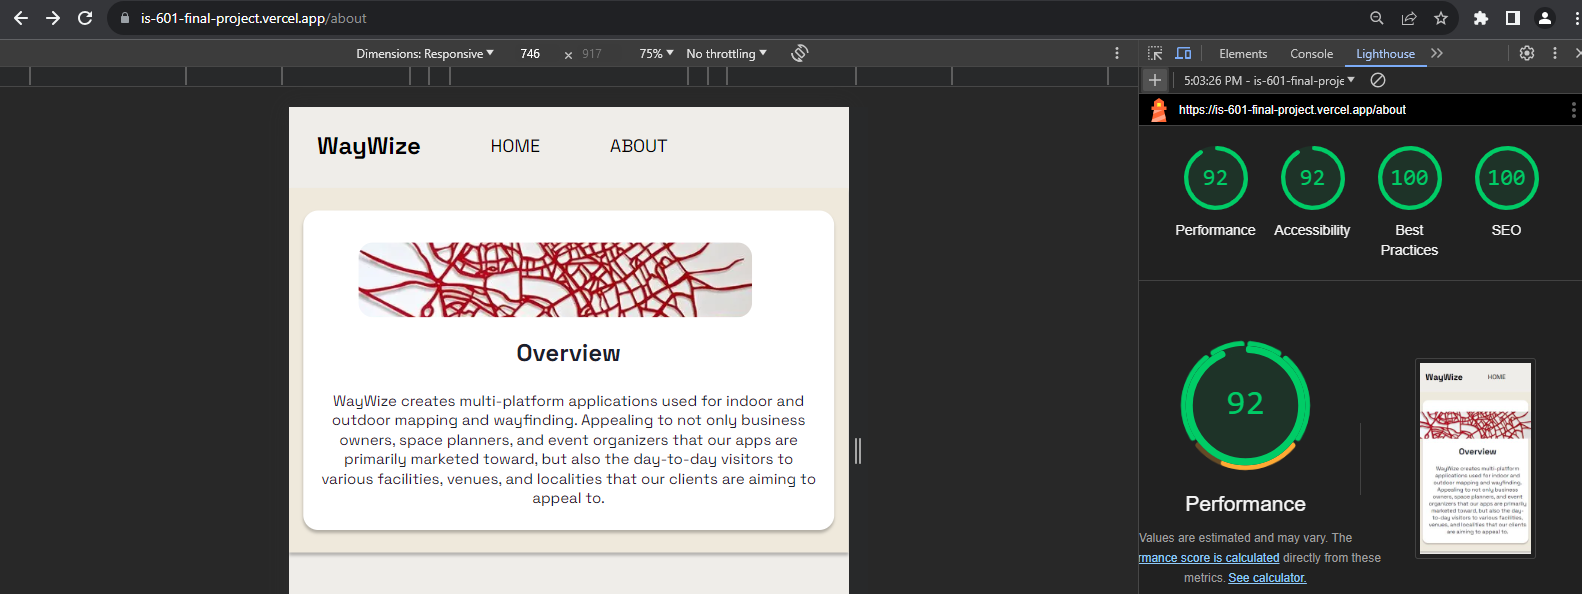 is-601-final-project.vercel.app/about
Dimensions: Responsive 746 × 917 75% No throttling
Elements Console Lighthouse
5:03:26 PM - is-601-final-proje
https://is-601-final-project.vercel.app/about
WayWize HOME ABOUT
Overview
WayWize creates multi-platform applications used for indoor and
outdoor mapping and wayfinding. Appealing to not only business
owners, space planners, and event organizers that our apps are
primarily marketed toward, but also the day-to-day visitors to
various facilities, venues, and localities that our clients are aiming to
appeal to.
92 92 100 100
Performance Accessibility Best Practices SEO
92
Performance
Values are estimated and may vary. The
rmance score is calculated directly from these
metrics. See calculator.
WayWize HOME
Overview
WayWize creates multi-platform
applications used for indoor and
outdoor mapping and wayfinding.
Appealing to not only business
owners, space planners, and event
organizers that our apps are primarily
marketed toward, but also the day-
to-day visitors to various facilities,
venues, and localities that our clients
are aiming to appeal to.